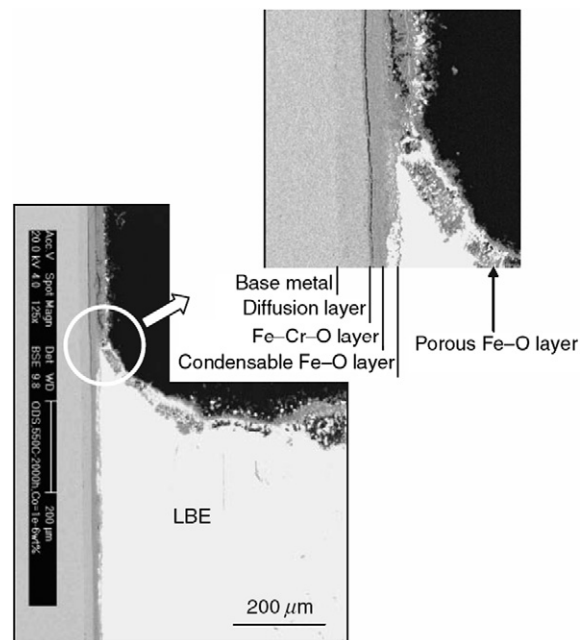 Base metal
Diffusion layer
Fe–Cr–O layer
Condensable Fe–O layer
Porous Fe–O layer
Acc.V Spot Magn Det WD
20.0 kV 4.0 125x BSE 9.8 ODS,550C-2000h,Co=1e-6wt%
200 µm
LBE
200 µm